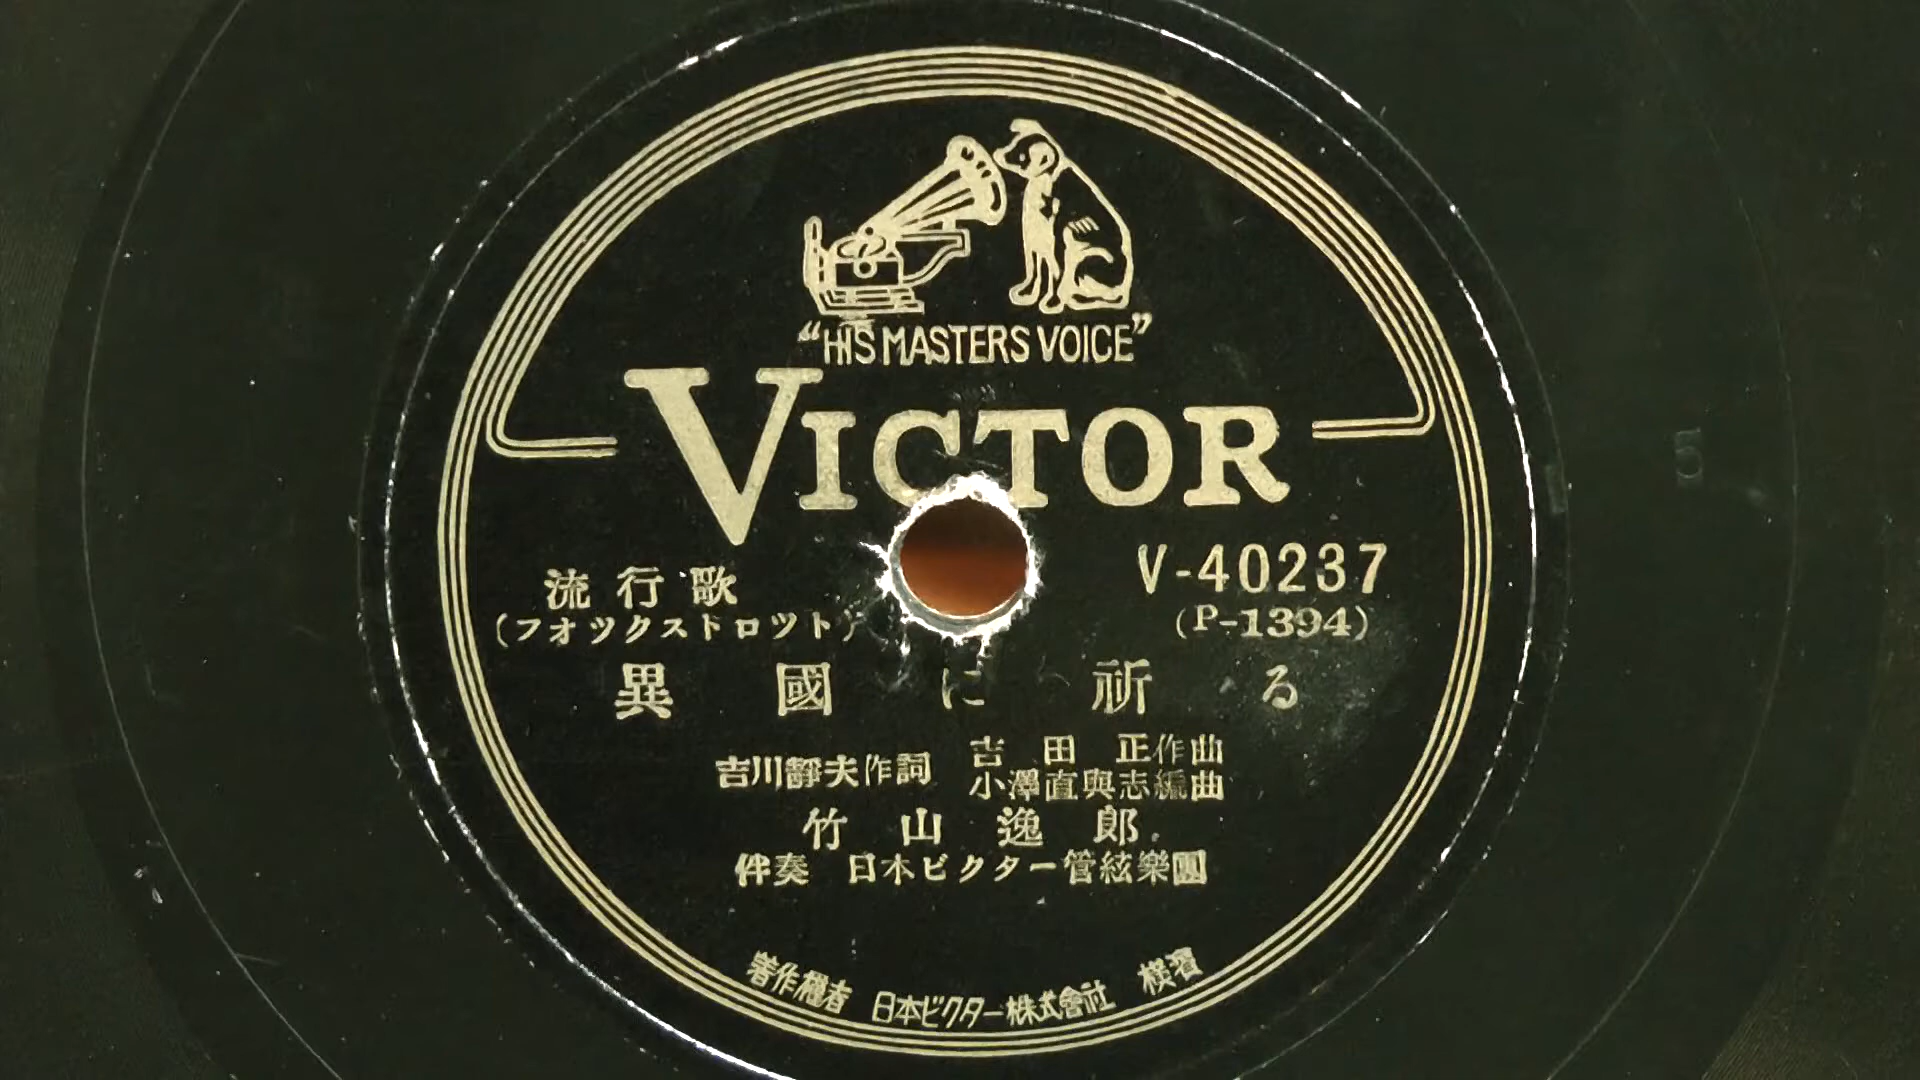 “HIS MASTERS VOICE”
VICTOR
流行歌
(フオツクストロツト)
V-40237
(P-1394)
異國に祈る
吉川靜夫作詞
吉田正作曲
小澤直與志編曲
竹山逸郎
伴奏 日本ビクター管絃樂團
著作權者 日本ビクター株式會社 橫濱